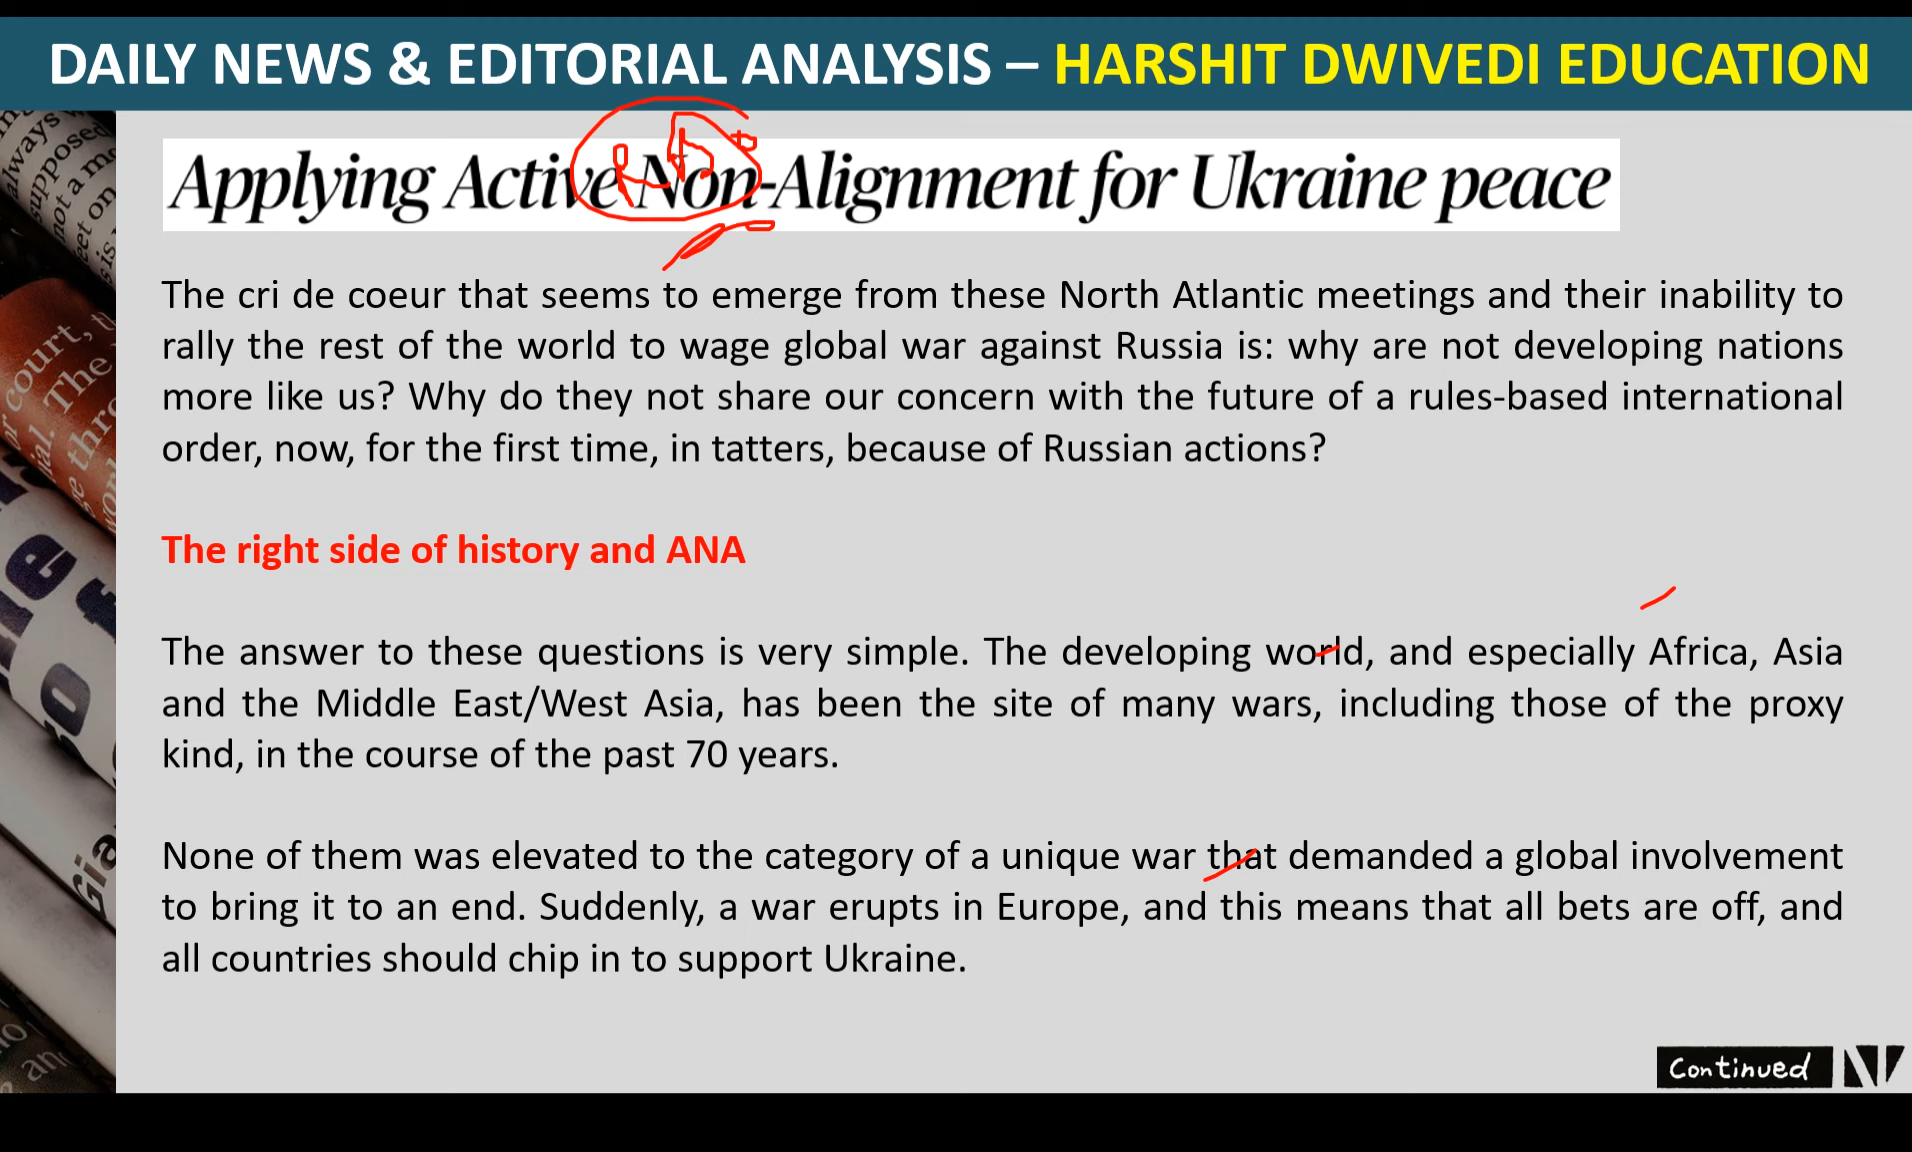 DAILY NEWS & EDITORIAL ANALYSIS – HARSHIT DWIVEDI EDUCATION
Applying Active Non-Alignment for Ukraine peace
The cri de coeur that seems to emerge from these North Atlantic meetings and their inability to
rally the rest of the world to wage global war against Russia is: why are not developing nations
more like us? Why do they not share our concern with the future of a rules-based international
order, now, for the first time, in tatters, because of Russian actions?
The right side of history and ANA
The answer to these questions is very simple. The developing world, and especially Africa, Asia
and the Middle East/West Asia, has been the site of many wars, including those of the proxy
kind, in the course of the past 70 years.
None of them was elevated to the category of a unique war that demanded a global involvement
to bring it to an end. Suddenly, a war erupts in Europe, and this means that all bets are off, and
all countries should chip in to support Ukraine.
Continued